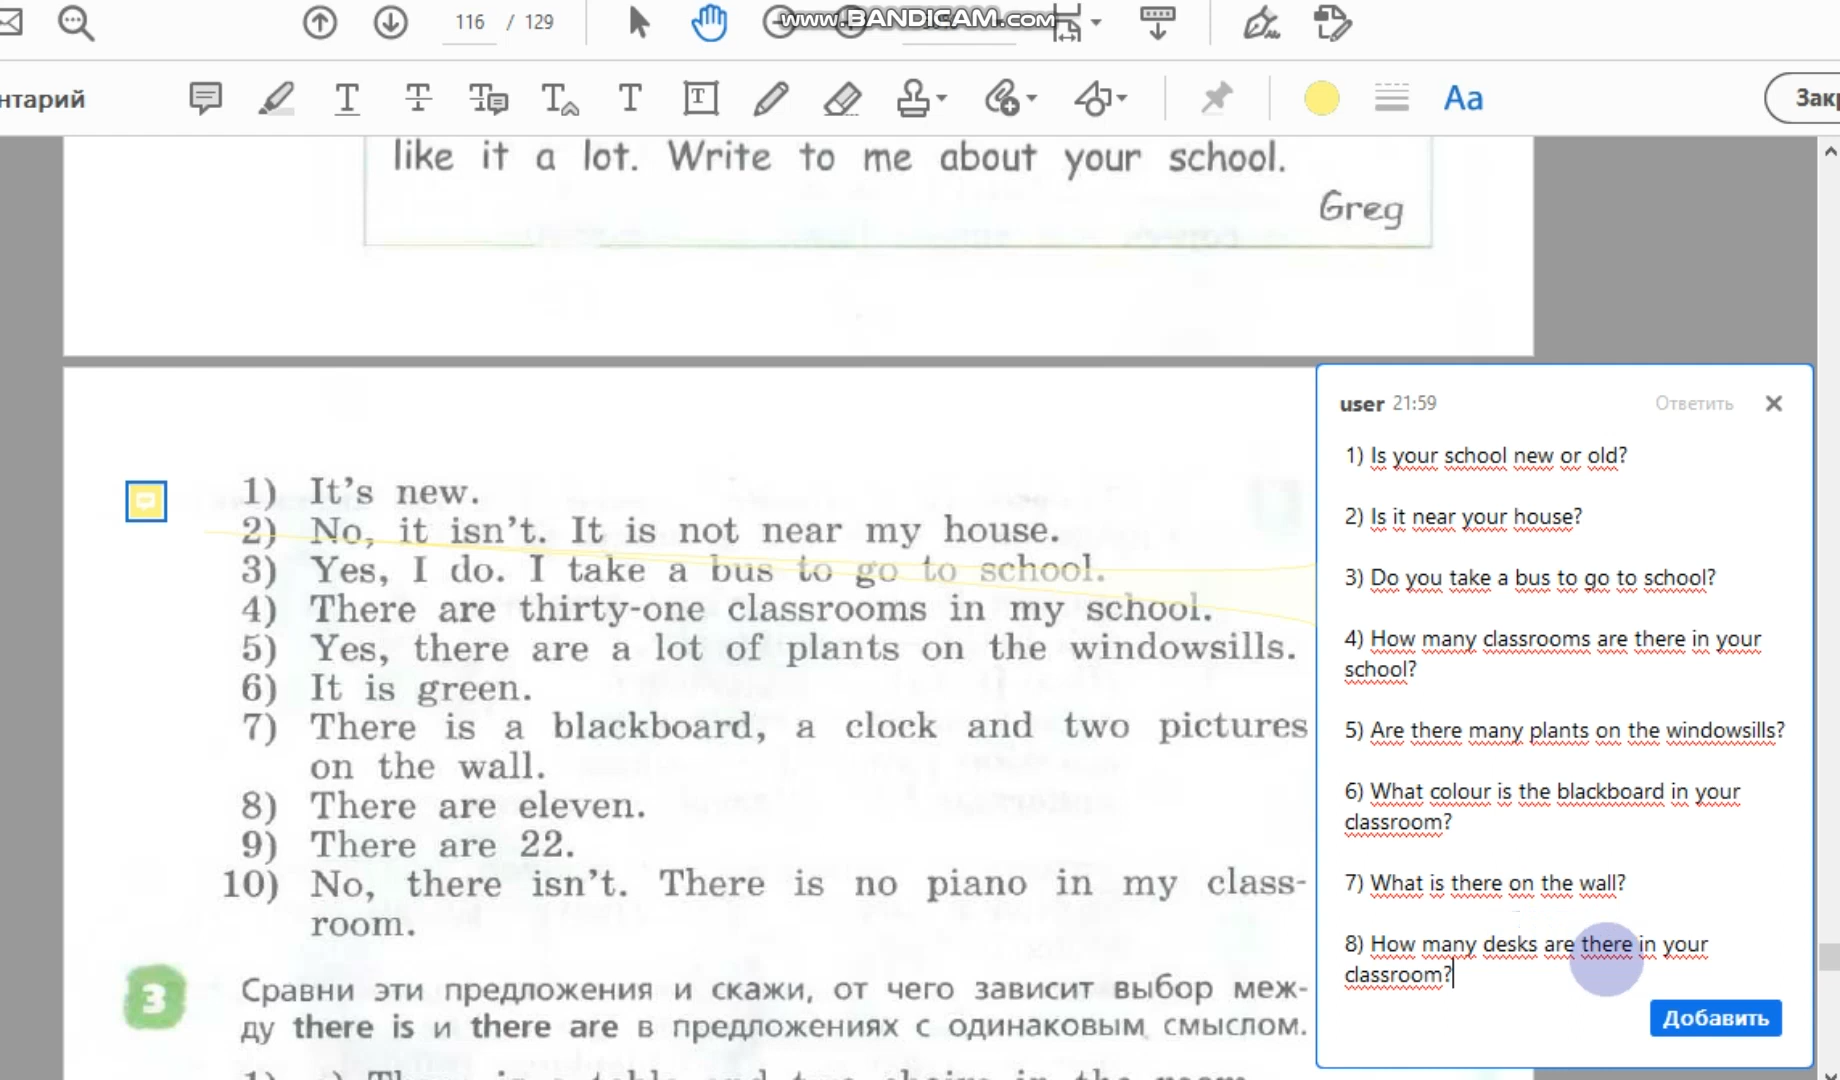 116 / 129
www.BANDICAM.com
нтарий
Aa
Закр
like it a lot. Write to me about your school.
Greg
user 21:59
Ответить
1) It's new.
2) No, it isn't. It is not near my house.
3) Yes, I do. I take a bus to go to school.
4) There are thirty-one classrooms in my school.
5) Yes, there are a lot of plants on the windowsills.
6) It is green.
7) There is a blackboard, a clock and two pictures
on the wall.
8) There are eleven.
9) There are 22.
10) No, there isn't. There is no piano in my class-
room.
3
Сравни эти предложения и скажи, от чего зависит выбор меж-
ду there is и there are в предложениях с одинаковым смыслом.
1) Is your school new or old?
2) Is it near your house?
3) Do you take a bus to go to school?
4) How many classrooms are there in your
school?
5) Are there many plants on the windowsills?
6) What colour is the blackboard in your
classroom?
7) What is there on the wall?
8) How many desks are there in your
classroom?
Добавить